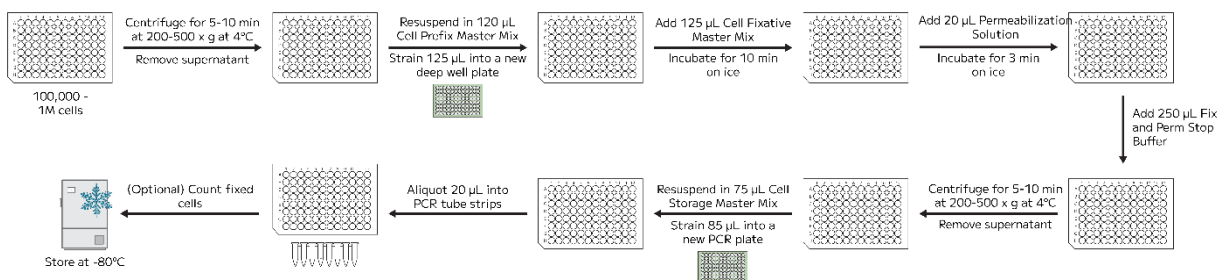 100,000 -
1M cells
Centrifuge for 5-10 min
at 200-500 x g at 4°C
Remove supernatant
Resuspend in 120 µL
Cell Prefix Master Mix
Strain 125 µL into a new
deep well plate
Add 125 µL Cell Fixative
Master Mix
Incubate for 10 min
on ice
Add 20 µL Permeabilization
Solution
Incubate for 3 min
on ice
Add 250 µL Fix
and Perm Stop
Buffer
Centrifuge for 5-10 min
at 200-500 x g at 4°C
Remove supernatant
Resuspend in 75 µL Cell
Storage Master Mix
Strain 85 µL into a
new PCR plate
Aliquot 20 µL into
PCR tube strips
(Optional) Count fixed
cells
Store at -80°C